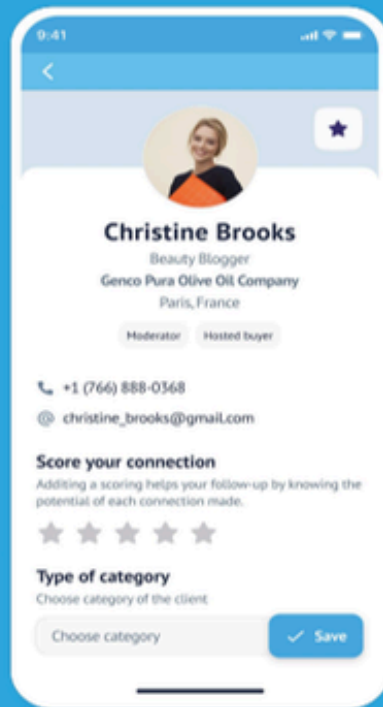 9:41
Christine Brooks
Beauty Blogger
Genco Pura Olive Oil Company
Paris, France
Moderator Hosted buyer
+1 (766) 888-0368
@ christine_brooks@gmail.com
Score your connection
Additing a scoring helps your follow-up by knowing the
potential of each connection made.
Type of category
Choose category of the client
Choose category Save